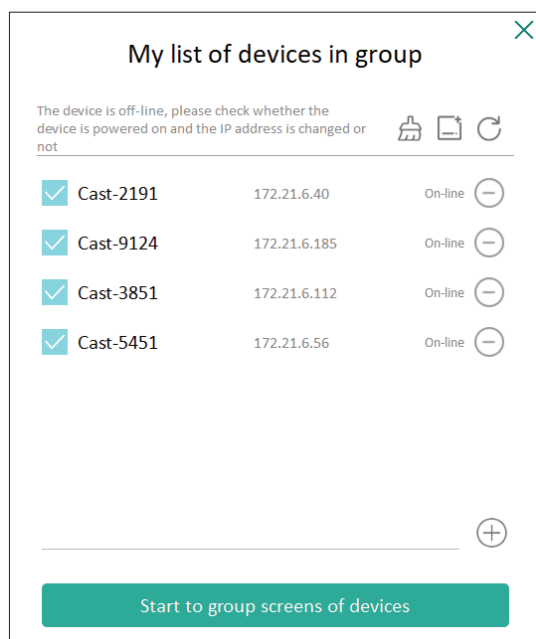 My list of devices in group
The device is off-line, please check whether the
device is powered on and the IP address is changed or
not
Cast-2191 172.21.6.40 On-line
Cast-9124 172.21.6.185 On-line
Cast-3851 172.21.6.112 On-line
Cast-5451 172.21.6.56 On-line
Start to group screens of devices